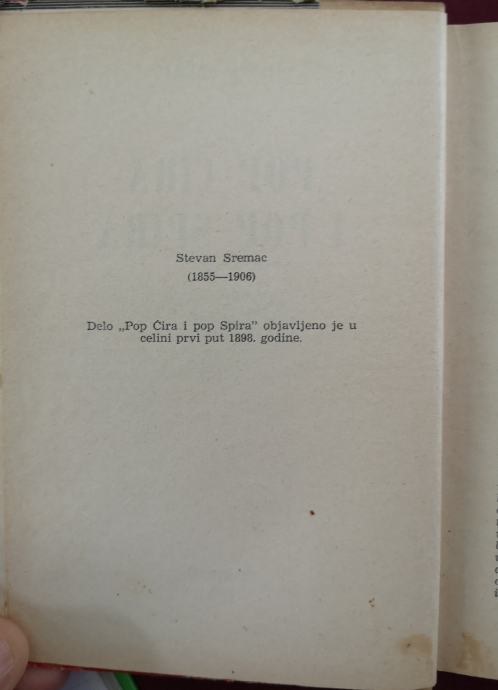 Stevan Sremac
(1855—1906)
Delo „Pop Ćira i pop Spira” objavljeno je u
celini prvi put 1898. godine.